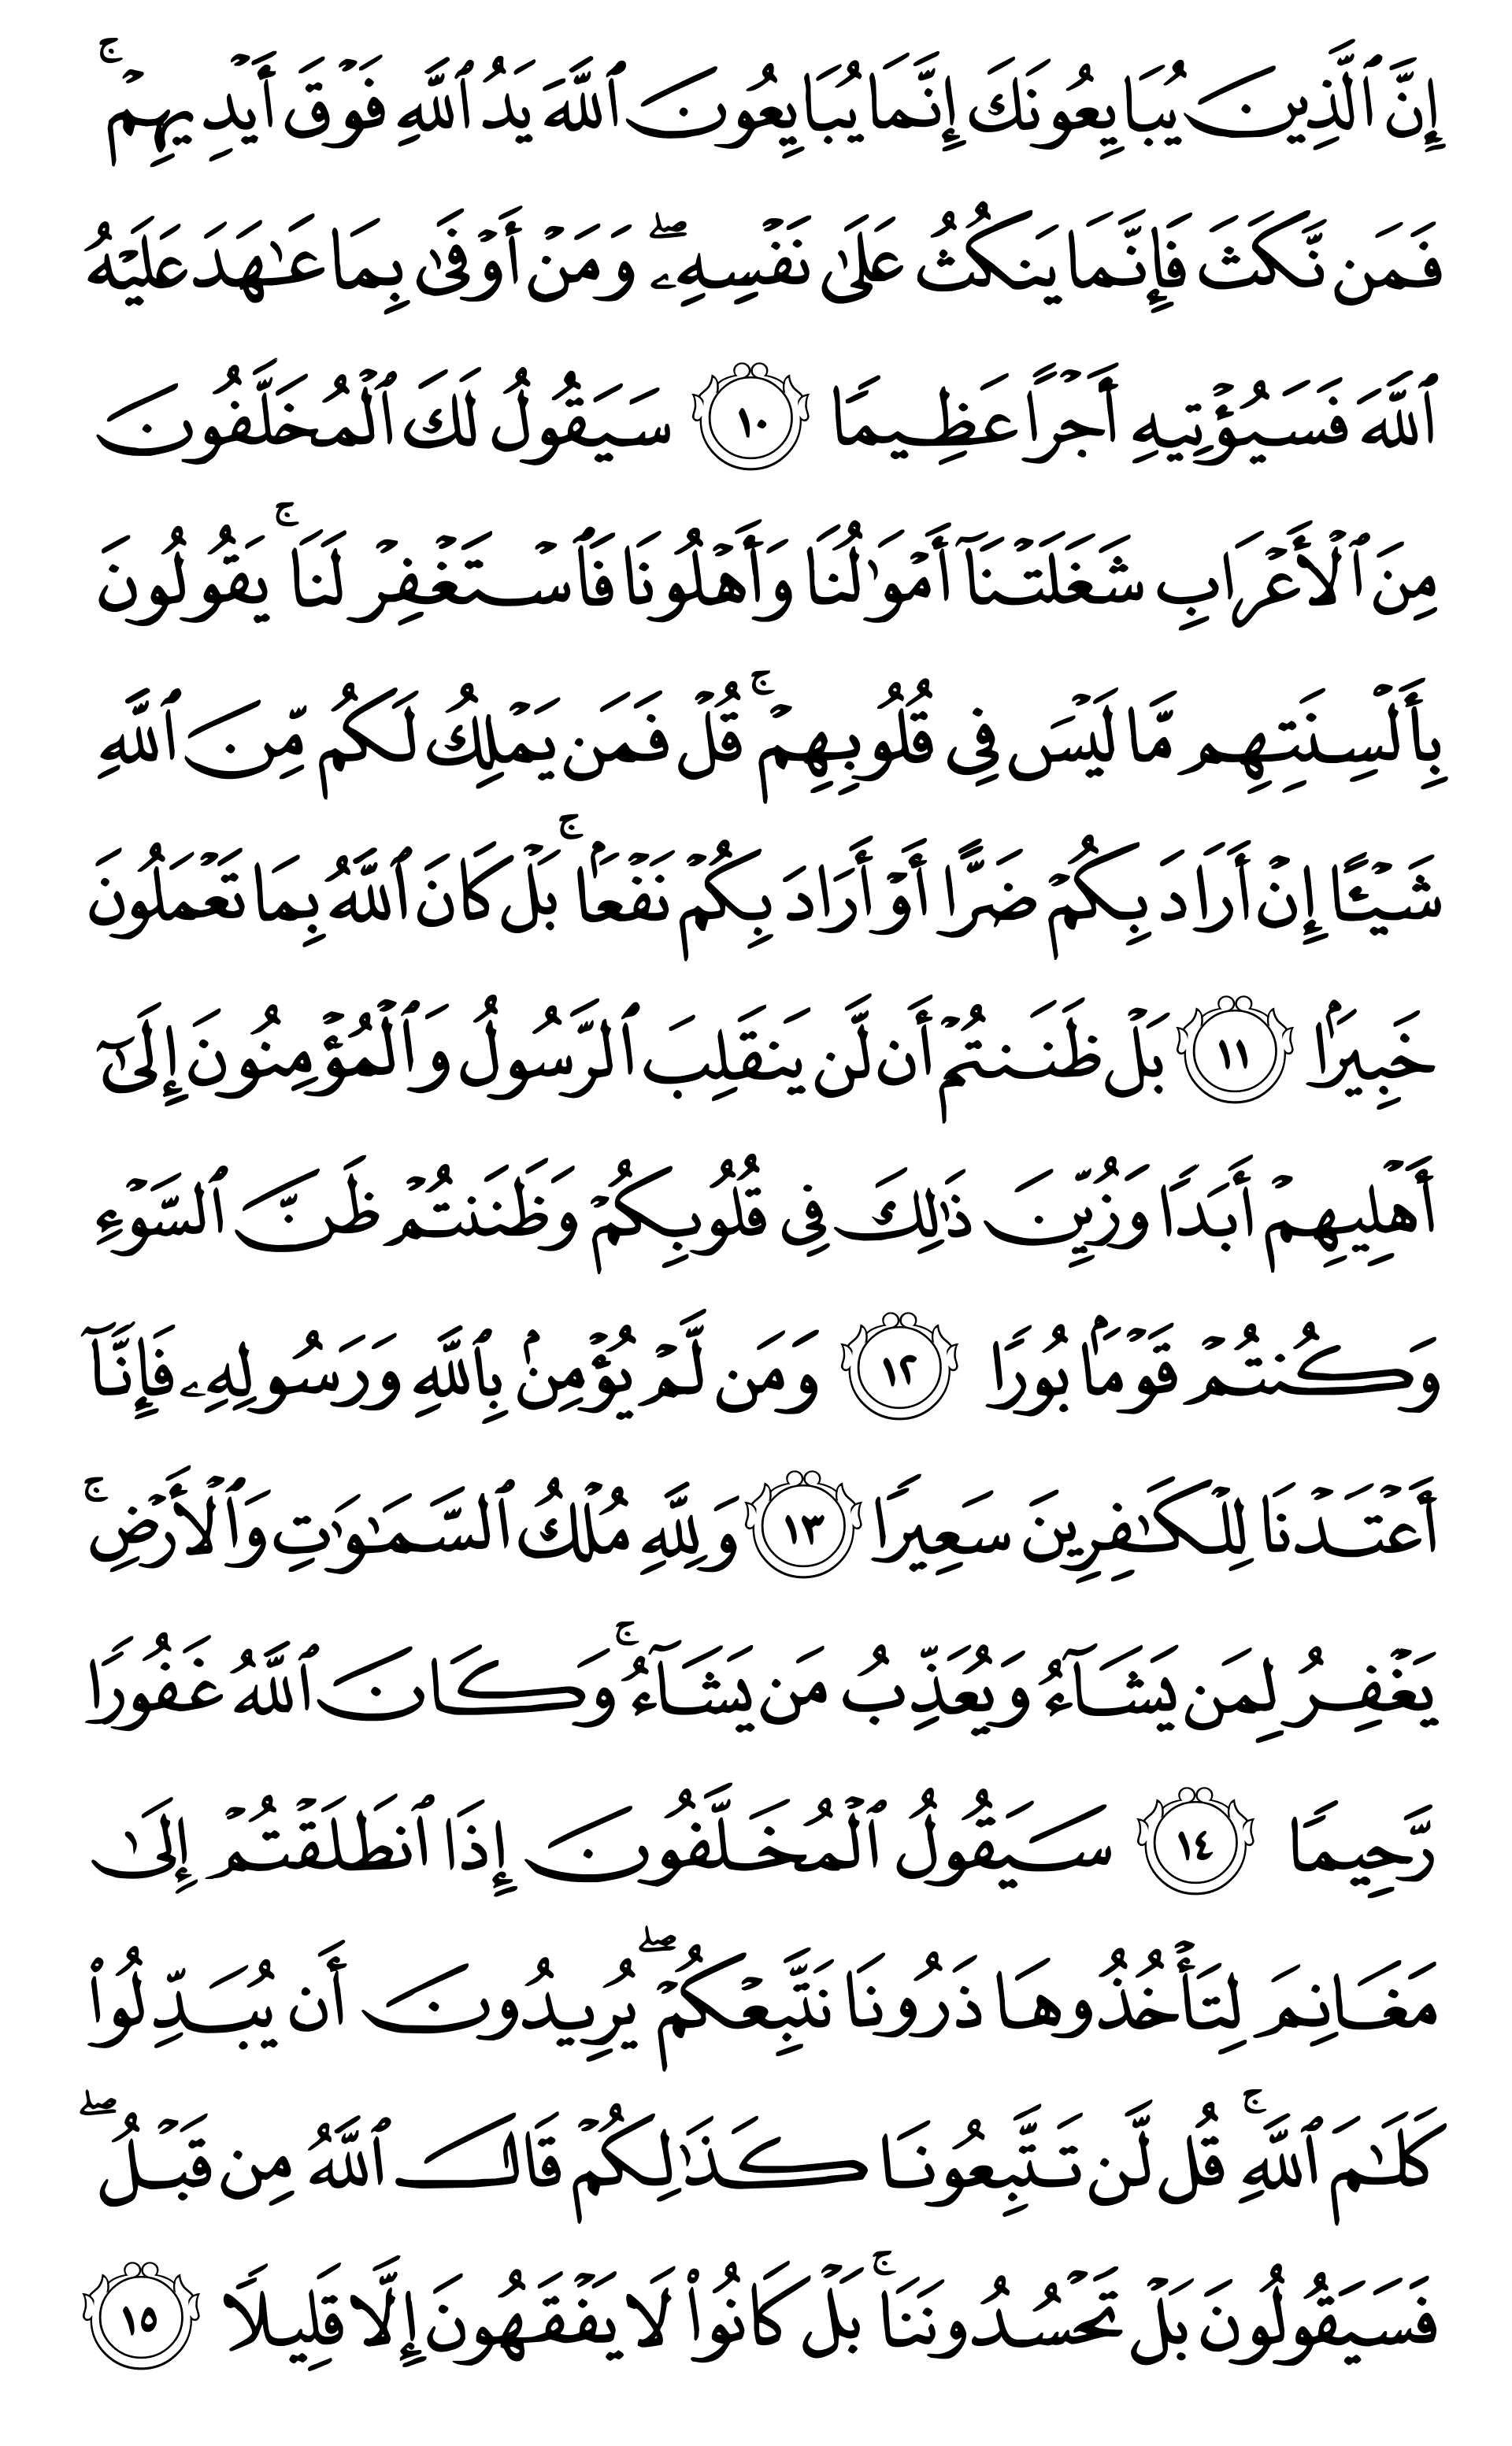 إِنَّ ٱلَّذِينَ يُبَايِعُونَكَ إِنَّمَا يُبَايِعُونَ ٱللَّهَ يَدُ ٱللَّهِ فَوۡقَ أَيۡدِيهِمۡۚ
فَمَن نَّكَثَ فَإِنَّمَا يَنكُثُ عَلَىٰ نَفۡسِهِۦۖ وَمَنۡ أَوۡفَىٰ بِمَا عَٰهَدَ عَلَيۡهُ
ٱللَّهَ فَسَيُؤۡتِيهِ أَجۡرًا عَظِيمٗا ١٠ سَيَقُولُ لَكَ ٱلۡمُخَلَّفُونَ
مِنَ ٱلۡأَعۡرَابِ شَغَلَتۡنَآ أَمۡوَٰلُنَا وَأَهۡلُونَا فَٱسۡتَغۡفِرۡ لَنَاۚ يَقُولُونَ
بِأَلۡسِنَتِهِم مَّا لَيۡسَ فِي قُلُوبِهِمۡۚ قُلۡ فَمَن يَمۡلِكُ لَكُم مِّنَ ٱللَّهِ
شَيۡـًٔا إِنۡ أَرَادَ بِكُمۡ ضَرًّا أَوۡ أَرَادَ بِكُمۡ نَفۡعَۢاۚ بَلۡ كَانَ ٱللَّهُ بِمَا تَعۡمَلُونَ
خَبِيرَۢا ١١ بَلۡ ظَنَنتُمۡ أَن لَّن يَنقَلِبَ ٱلرَّسُولُ وَٱلۡمُؤۡمِنُونَ إِلَىٰٓ
أَهۡلِيهِمۡ أَبَدٗا وَزُيِّنَ ذَٰلِكَ فِي قُلُوبِكُمۡ وَظَنَنتُمۡ ظَنَّ ٱلسَّوۡءِ
وَكُنتُمۡ قَوۡمَۢا بُورٗا ١٢ وَمَن لَّمۡ يُؤۡمِنۢ بِٱللَّهِ وَرَسُولِهِۦ فَإِنَّآ
أَعۡتَدۡنَا لِلۡكَٰفِرِينَ سَعِيرٗا ١٣ وَلِلَّهِ مُلۡكُ ٱلسَّمَٰوَٰتِ وَٱلۡأَرۡضِۚ
يَغۡفِرُ لِمَن يَشَآءُ وَيُعَذِّبُ مَن يَشَآءُۚ وَكَانَ ٱللَّهُ غَفُورٗا
رَّحِيمٗا ١٤ سَيَقُولُ ٱلۡمُخَلَّفُونَ إِذَا ٱنطَلَقۡتُمۡ إِلَىٰ
مَغَانِمَ لِتَأۡخُذُوهَا ذَرُونَا نَتَّبِعۡكُمۡۖ يُرِيدُونَ أَن يُبَدِّلُواْ
كَلَٰمَ ٱللَّهِۚ قُل لَّن تَتَّبِعُونَا كَذَٰلِكُمۡ قَالَ ٱللَّهُ مِن قَبۡلُۖ
فَسَيَقُولُونَ بَلۡ تَحۡسُدُونَنَاۚ بَلۡ كَانُواْ لَا يَفۡقَهُونَ إِلَّا قَلِيلٗا ١٥